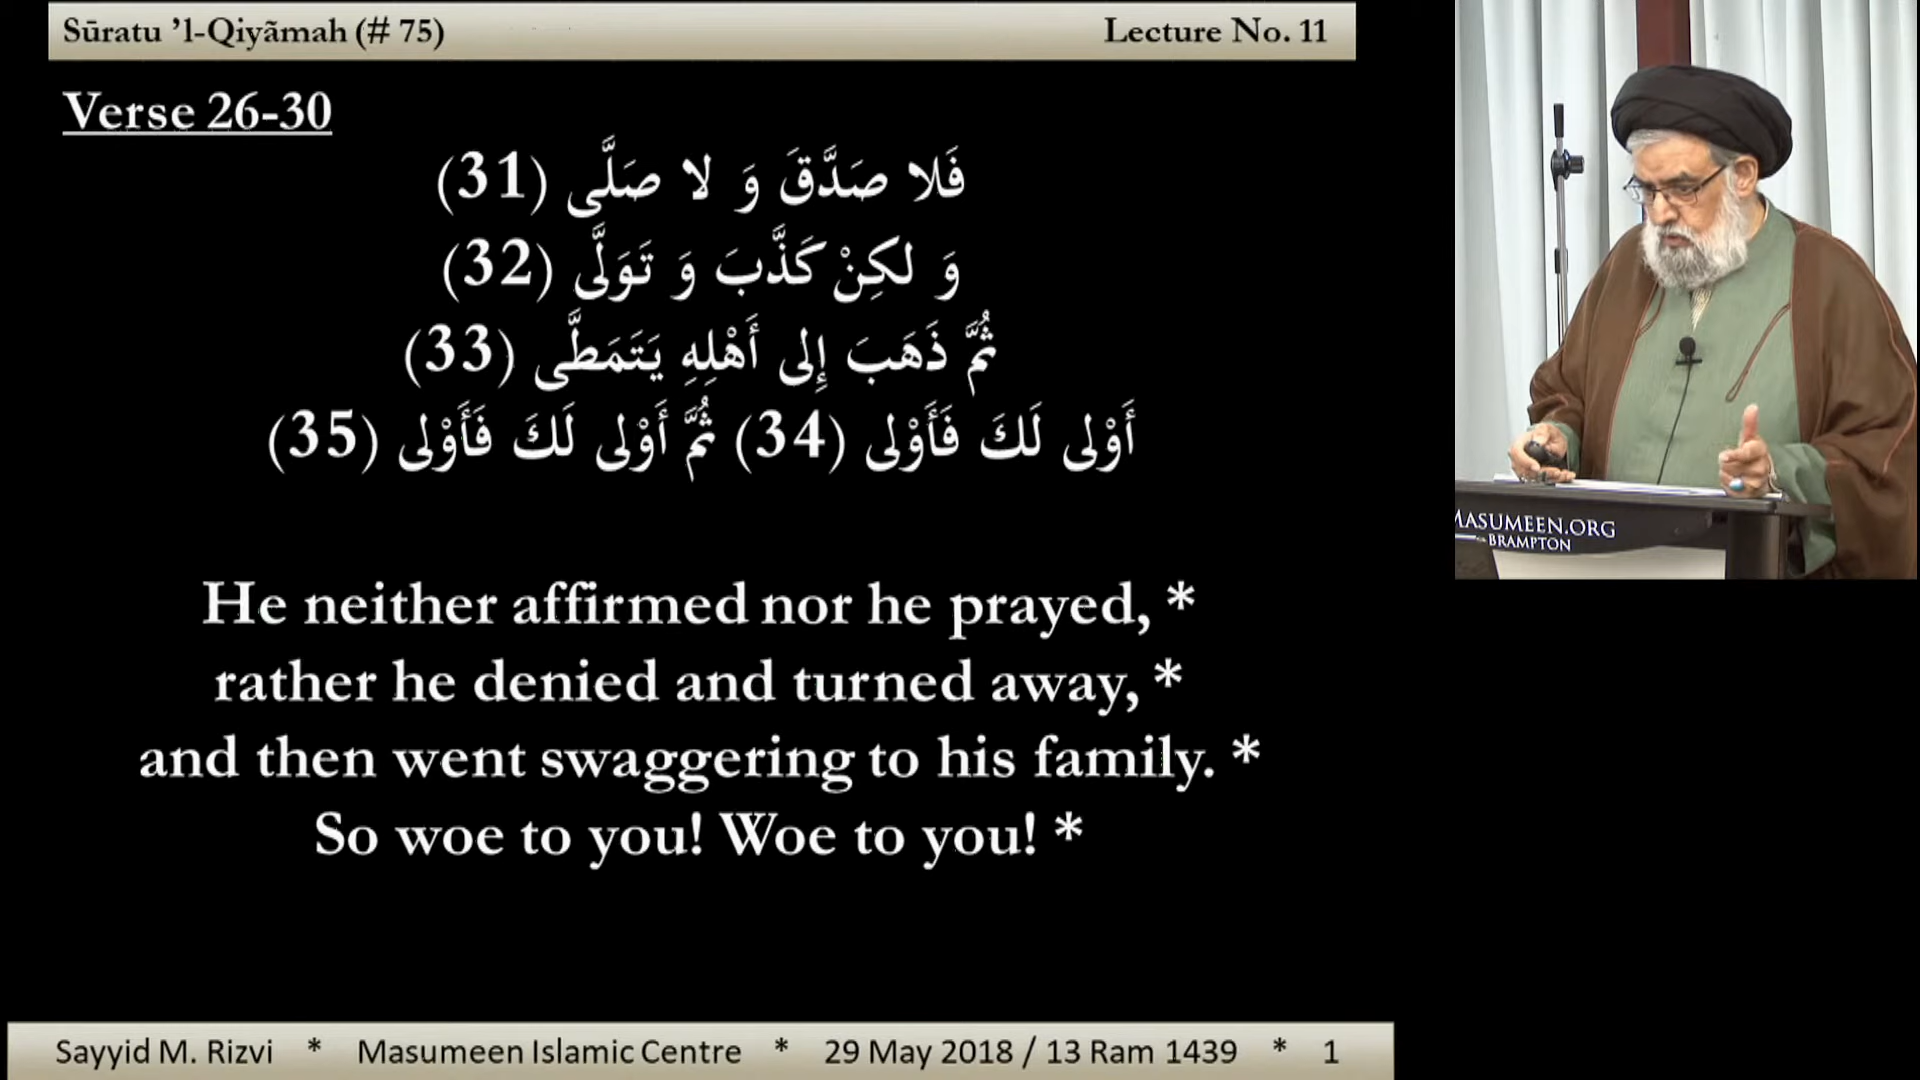 Sūratu ’l-Qiyãmah (# 75)
Lecture No. 11
Verse 26-30
فَلا صَدَّقَ وَ لا صَلَّى (31)
وَ لكِنْ كَذَّبَ وَ تَوَلَّى (32)
ثُمَّ ذَهَبَ إِلى أَهْلِهِ يَتَمَطَّى (33)
أَوْلى لَكَ فَأَوْلى (34) ثُمَّ أَوْلى لَكَ فَأَوْلى (35)
He neither affirmed nor he prayed, *
rather he denied and turned away, *
and then went swaggering to his family. *
So woe to you! Woe to you! *
MASUMEEN.ORG
BRAMPTON
Sayyid M. Rizvi * Masumeen Islamic Centre * 29 May 2018 / 13 Ram 1439 * 1